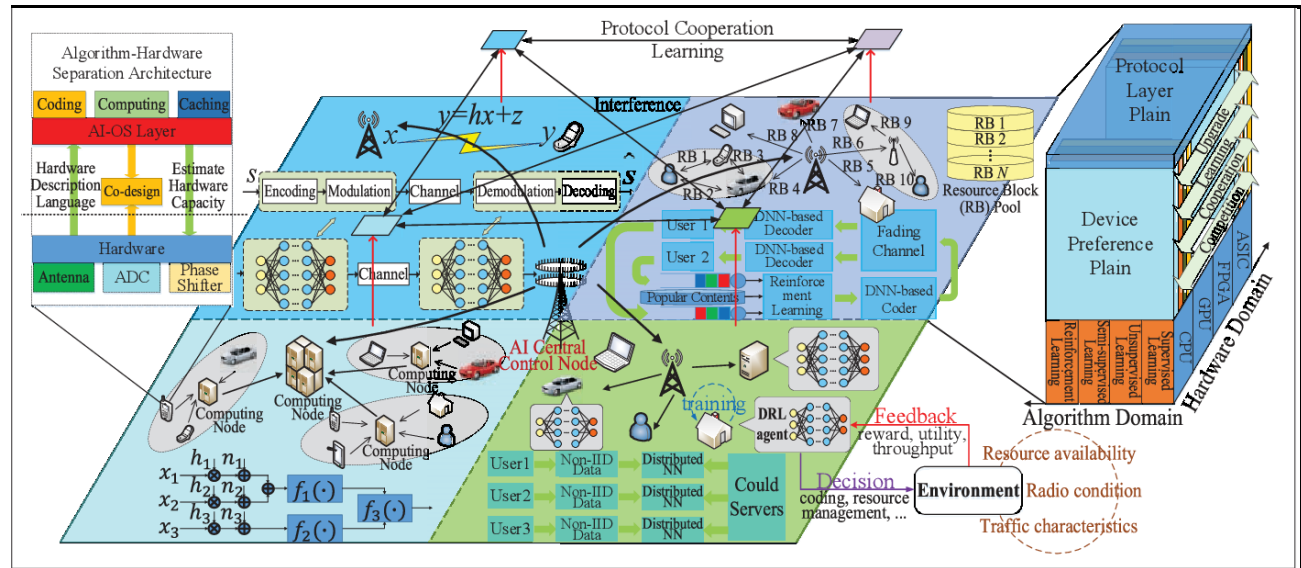 Protocol Cooperation
Learning
Algorithm-Hardware
Separation Architecture
Coding
Computing
Caching
AI-OS Layer
Hardware
Description
Language
Co-design
Estimate
Hardware
Capacity
Hardware
Antenna
ADC
Phase
Shifter
Interference
y=hx+z
x
y
S
Encoding
Modulation
Channel
Demodulation
Decoding
ŝ
Channel
RB 1
RB 2
RB 3
RB 4
RB 5
RB 6
RB 7
RB 8
RB 9
RB 10
RB 1
RB 2
⋮
RB N
Resource Block
(RB) Pool
User 1
DNN-based
Decoder
Fading
Channel
User 2
DNN-based
Decoder
Popular Contents
Reinforce
ment
Learning
DNN-based
Coder
AI Central
Control Node
Computing
Node
Computing
Node
Computing
Node
Computing
Node
x1
h1
n1
x2
h2
n2
x3
h3
n3
f1(·)
f2(·)
f3(·)
training
DRL
agent
User1
Non-IID
Data
Distributed
NN
User2
Non-IID
Data
Distributed
NN
User3
Non-IID
Data
Distributed
NN
Could
Servers
Feedback
reward, utility,
throughput
Decision
coding, resource
management, ...
Environment
Resource availability
Radio condition
Traffic characteristics
Protocol
Layer
Plain
Device
Preference
Plain
Upgrade
Learning
Cooperation
Competition
ASIC
FPGA
GPU
CPU
Hardware Domain
Reinforcement
Learning
Semi-supervised
Learning
Unsupervised
Learning
Supervised
Learning
Algorithm Domain